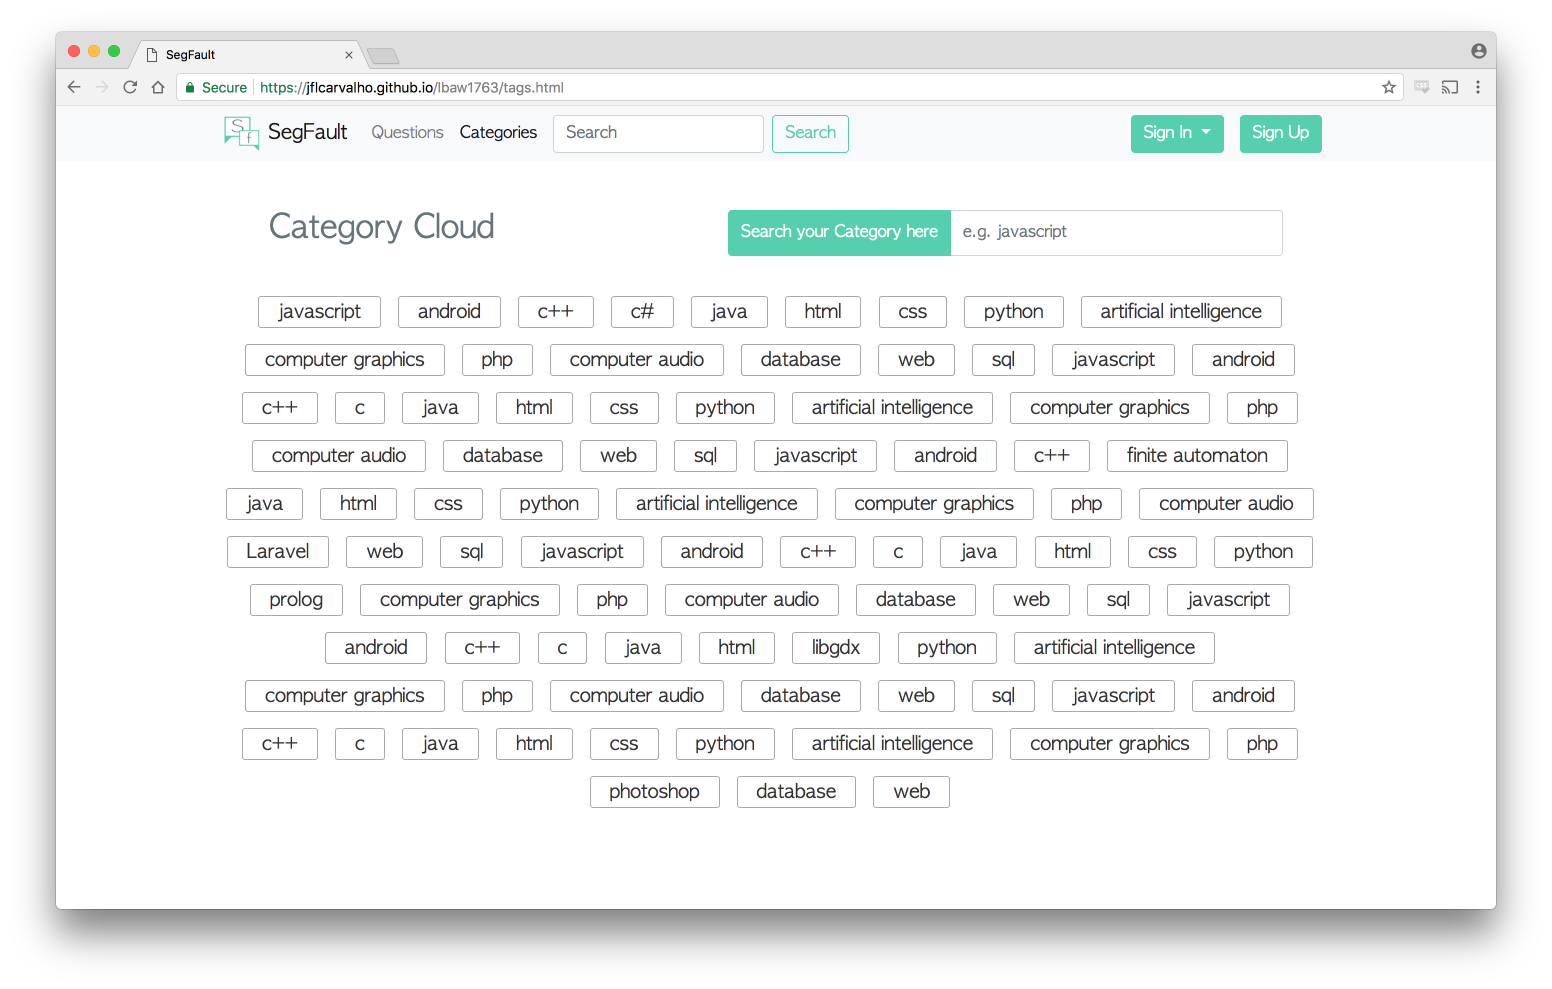 SegFault
Secure https://jflcarvalho.github.io/lbaw1763/tags.html
S f SegFault Questions Categories Search Search Sign In Sign Up
Category Cloud Search your Category here e.g. javascript
javascript android c++ c# java html css python artificial intelligence
computer graphics php computer audio database web sql javascript android
c++ c java html css python artificial intelligence computer graphics php
computer audio database web sql javascript android c++ finite automaton
java html css python artificial intelligence computer graphics php computer audio
Laravel web sql javascript android c++ c java html css python
prolog computer graphics php computer audio database web sql javascript
android c++ c java html libgdx python artificial intelligence
computer graphics php computer audio database web sql javascript android
c++ c java html css python artificial intelligence computer graphics php
photoshop database web